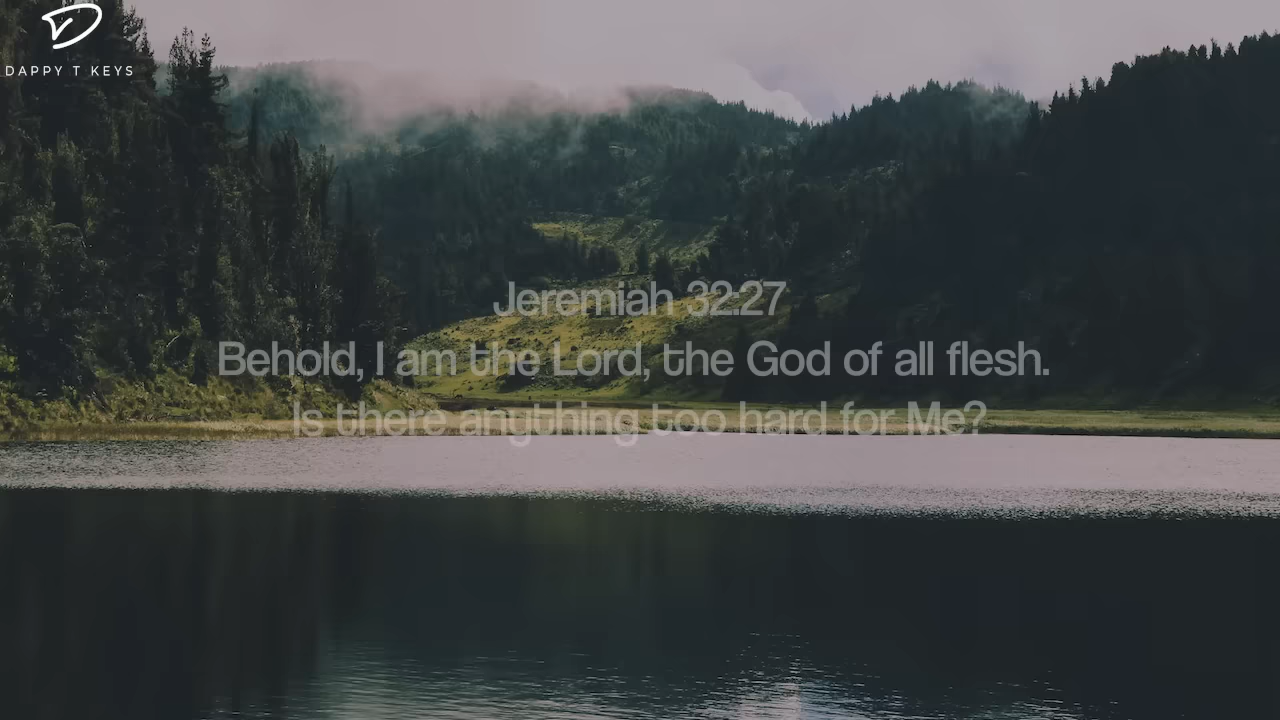 DAPPY T KEYS
Jeremiah 32:27
Behold, I am the Lord, the God of all flesh.
Is there anything too hard for Me?